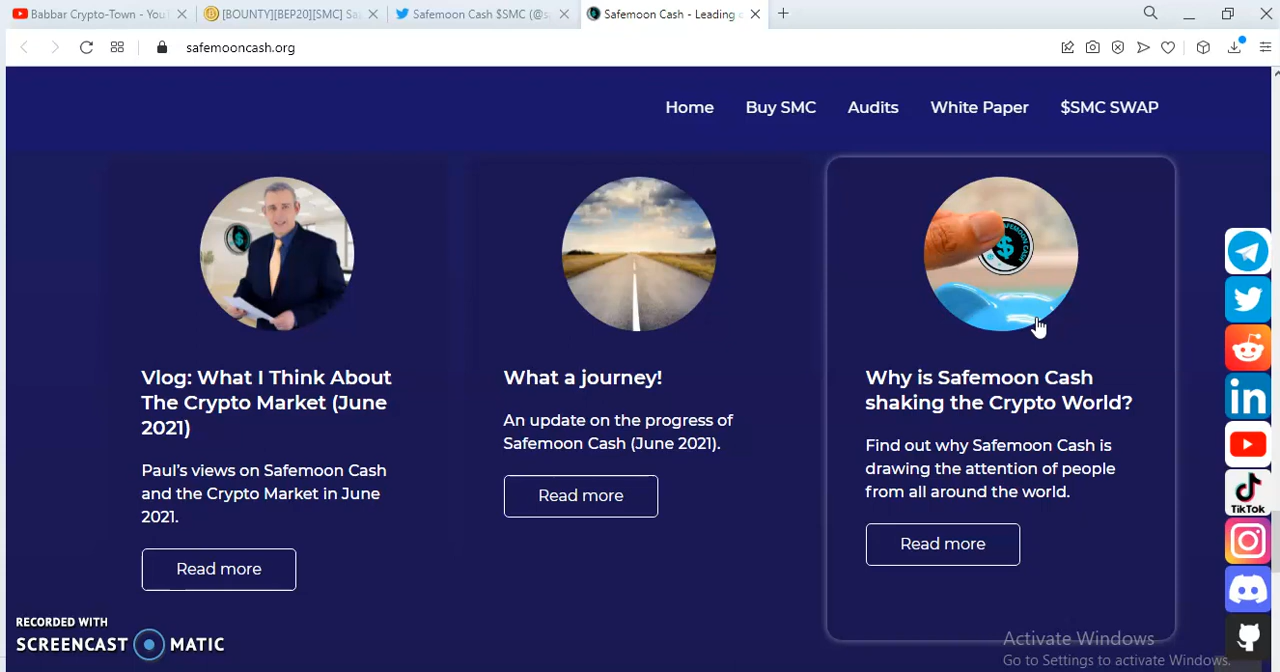 Babbar Crypto-Town - You
[BOUNTY][BEP20][SMC] Sa
Safemoon Cash $SMC (@s
Safemoon Cash - Leading c
safemooncash.org
Home Buy SMC Audits White Paper $SMC SWAP
Vlog: What I Think About
The Crypto Market (June
2021)
Paul's views on Safemoon Cash
and the Crypto Market in June
2021.
Read more
What a journey!
An update on the progress of
Safemoon Cash (June 2021).
Read more
Why is Safemoon Cash
shaking the Crypto World?
Find out why Safemoon Cash is
drawing the attention of people
from all around the world.
Read more
TikTok
RECORDED WITH
SCREENCAST MATIC
Activate Windows
Go to Settings to activate Windows.